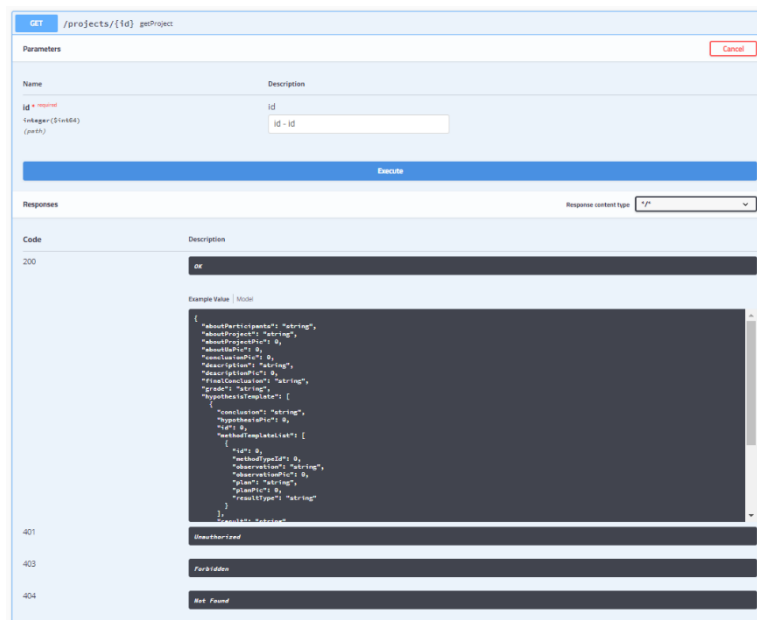 GET /projects/{id} getProject
Parameters
Cancel
Name Description
id * required id
integer($int64)
(path)
id - id
Execute
Responses Response content type */*
Code Description
200
OK
Example Value | Model
{
"aboutParticipants": "string",
"aboutProject": "string",
"aboutProjectPic": 0,
"aboutUsPic": 0,
"conclusionPic": 0,
"description": "string",
"descriptionPic": 0,
"finalConclusion": "string",
"grade": "string",
"hypothesisTemplate": [
{
"conclusion": "string",
"hypothesisPic": 0,
"id": 0,
"methodTemplateList": [
{
"id": 0,
"methodTypeId": 0,
"observation": "string",
"observationPic": 0,
"plan": "string",
"planPic": 0,
"resultType": "string"
}
],
"result": "string"
401
Unauthorized
403
Forbidden
404
Not Found